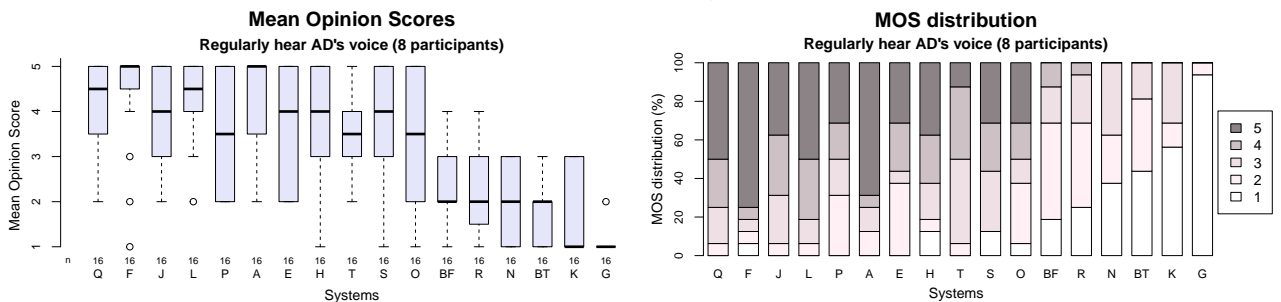 Mean Opinion Scores
Regularly hear AD's voice (8 participants)
Mean Opinion Score
5
4
3
2
1
n 16 16 16 16 16 16 16 16 16 16 16 16 16 16 16 16 16
Q F J L P A E H T S O BF R N BT K G
Systems
MOS distribution
Regularly hear AD's voice (8 participants)
MOS distribution (%)
100
80
60
40
20
0
Q F J L P A E H T S O BF R N BT K G
Systems
5
4
3
2
1